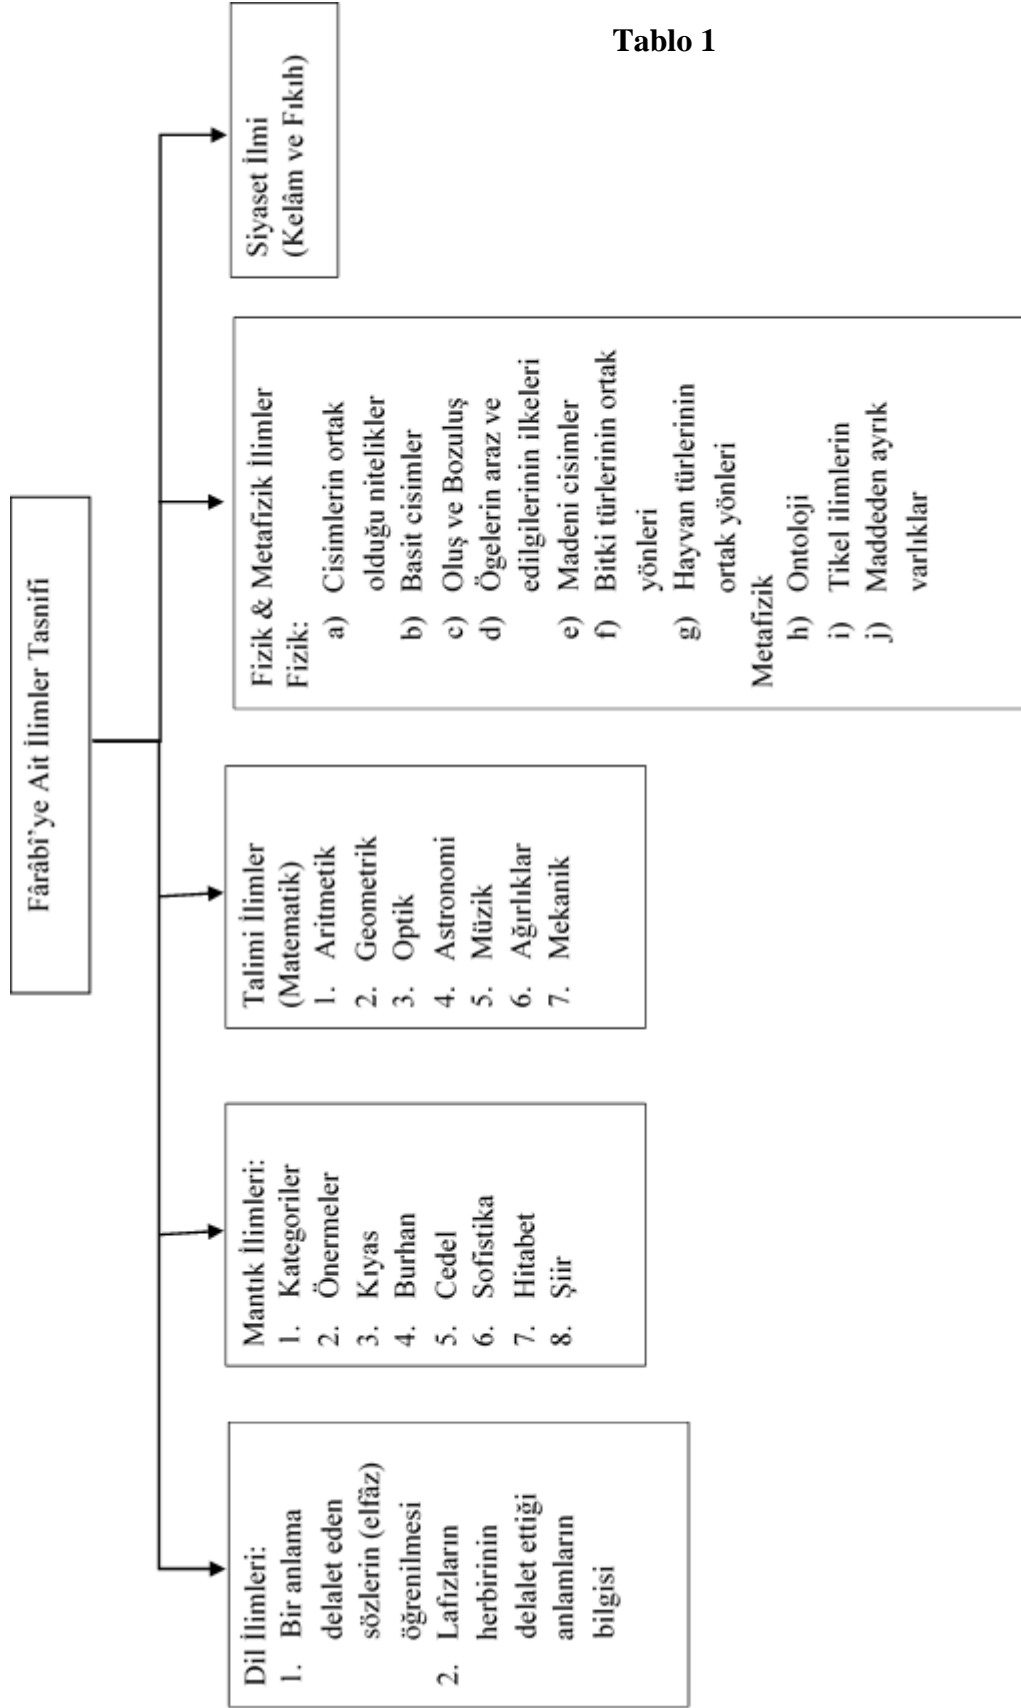 Tablo 1
Fârâbî'ye Ait İlimler Tasnifi
Dil İlimleri:
1. Bir anlama
delalet eden
sözlerin (elfâz)
öğrenilmesi
2. Lafızların
herbirinin
delalet ettiği
anlamların
bilgisi
Mantık İlimleri:
1. Kategoriler
2. Önermeler
3. Kıyas
4. Burhan
5. Cedel
6. Sofistika
7. Hitabet
8. Şiir
Talimi İlimler
(Matematik)
1. Aritmetik
2. Geometrik
3. Optik
4. Astronomi
5. Müzik
6. Ağırlıklar
7. Mekanik
Fizik & Metafizik İlimler
Fizik:
a) Cisimlerin ortak
olduğu nitelikler
b) Basit cisimler
c) Oluş ve Bozuluş
d) Ögelerin araz ve
edilgilerinin ilkeleri
e) Madeni cisimler
f) Bitki türlerinin ortak
yönleri
g) Hayvan türlerinin
ortak yönleri
Metafizik
h) Ontoloji
i) Tikel ilimlerin
j) Maddeden ayrık
varlıklar
Siyaset İlmi
(Kelâm ve Fıkıh)